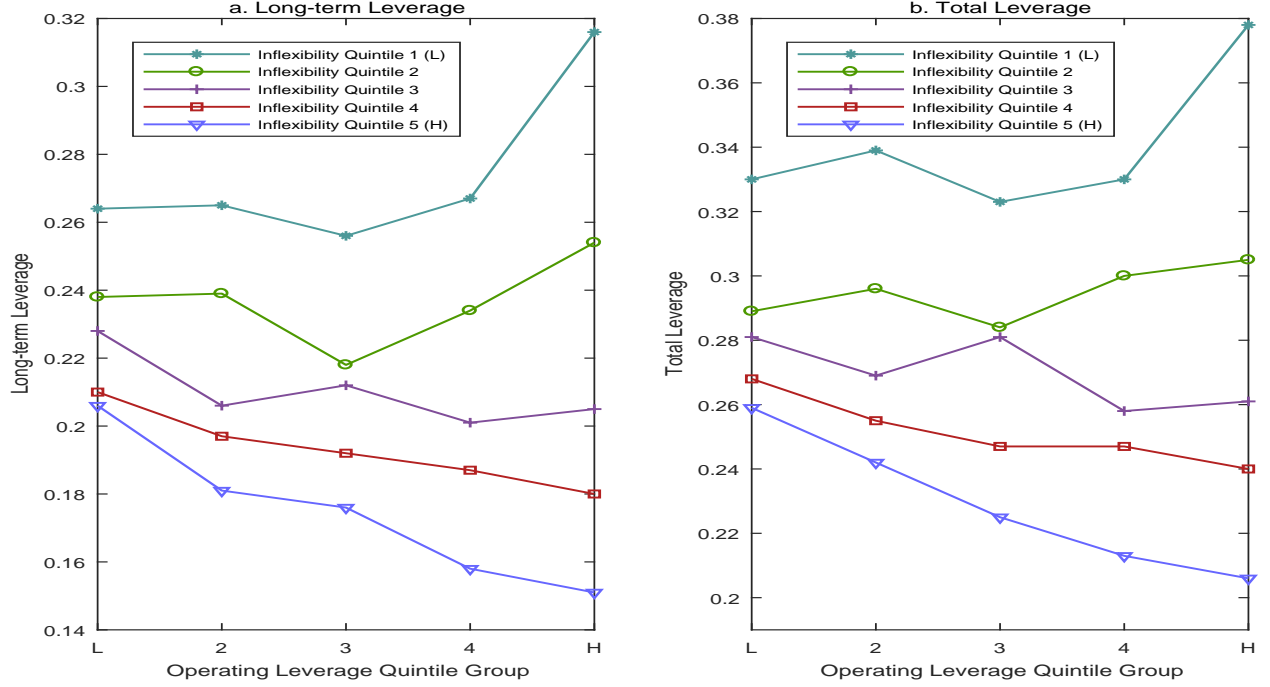 a. Long-term Leverage
0.32
0.3
0.28
0.26
0.24
0.22
0.2
0.18
0.16
0.14
Long-term Leverage
Inflexibility Quintile 1 (L)
Inflexibility Quintile 2
Inflexibility Quintile 3
Inflexibility Quintile 4
Inflexibility Quintile 5 (H)
L 2 3 4 H
Operating Leverage Quintile Group
b. Total Leverage
0.38
0.36
0.34
0.32
0.3
0.28
0.26
0.24
0.22
0.2
Total Leverage
Inflexibility Quintile 1 (L)
Inflexibility Quintile 2
Inflexibility Quintile 3
Inflexibility Quintile 4
Inflexibility Quintile 5 (H)
L 2 3 4 H
Operating Leverage Quintile Group